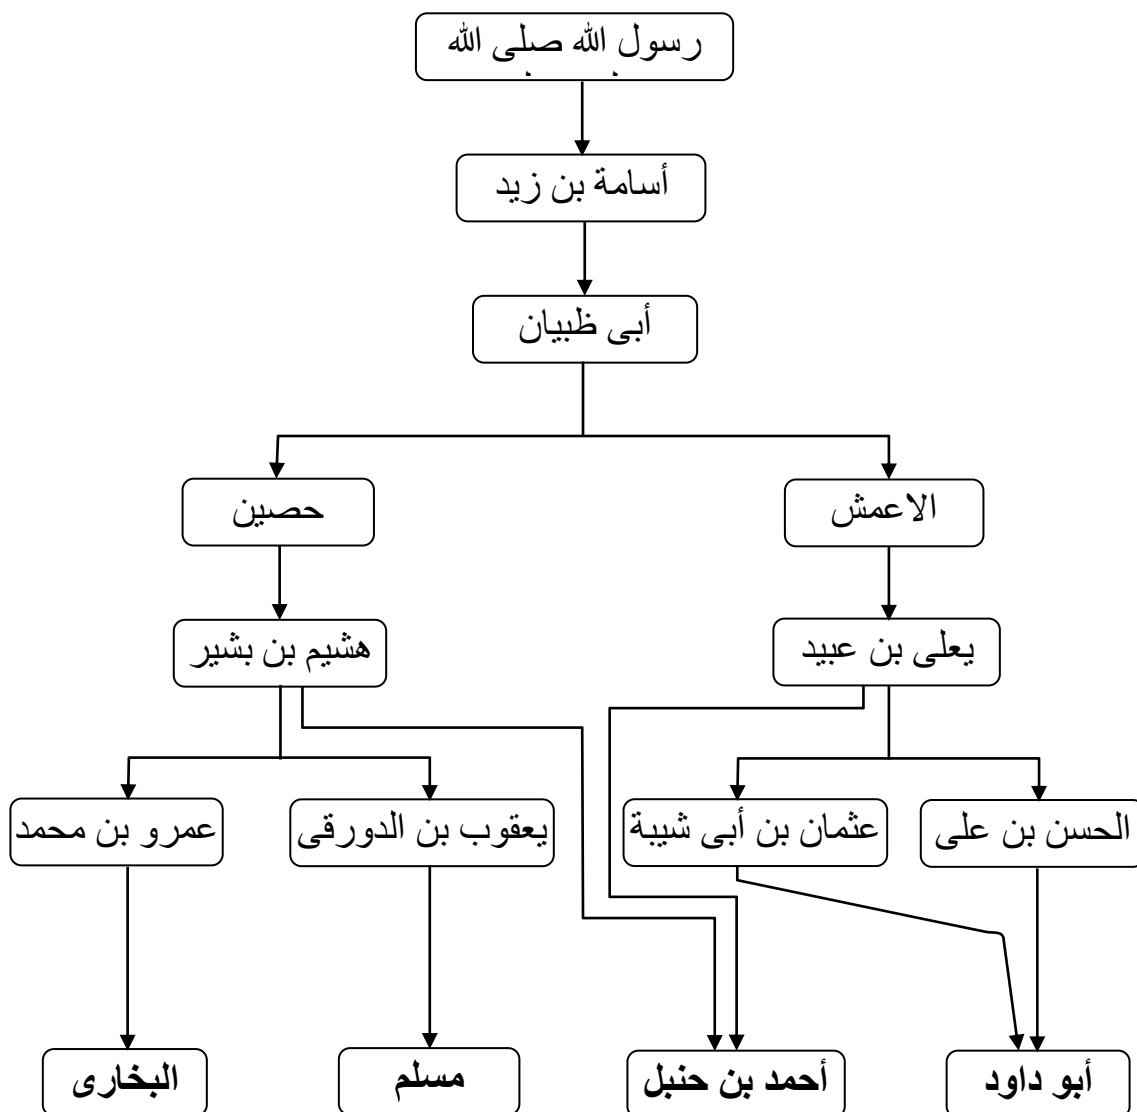 رسول الله صلى الله
أسامة بن زيد
أبى ظبيان
حصين
الاعمش
هشيم بن بشير
يعلى بن عبيد
عمرو بن محمد
يعقوب بن الدورقى
عثمان بن أبى شيبة
الحسن بن على
البخارى
مسلم
أحمد بن حنبل
أبو داود